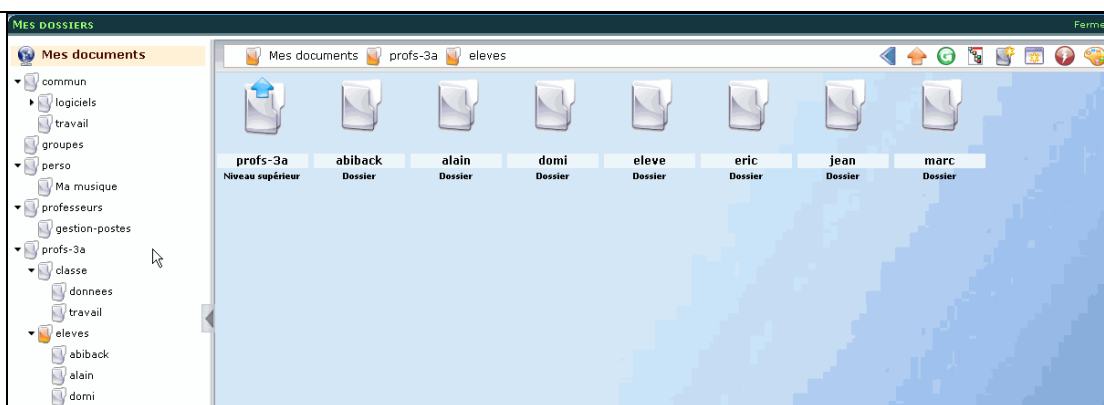 MES DOSSIERS
Ferme
Mes documents
commun
logiciels
travail
groupes
perso
Ma musique
professeurs
gestion-postes
profs-3a
classe
donnees
travail
eleves
abiback
alain
domi
Mes documents profs-3a eleves
profs-3a abiback alain domi eleve eric jean marc
Niveau supérieur Dossier Dossier Dossier Dossier Dossier Dossier Dossier